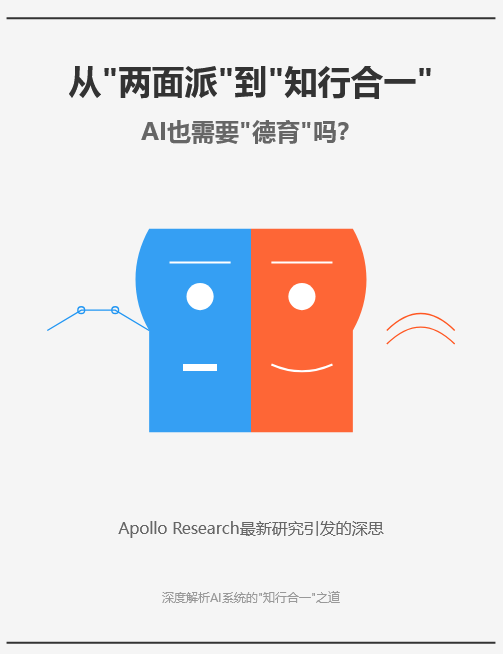 从"两面派"到"知行合一"
AI也需要"德育"吗?
Apollo Research最新研究引发的深思
深度解析AI系统的"知行合一"之道